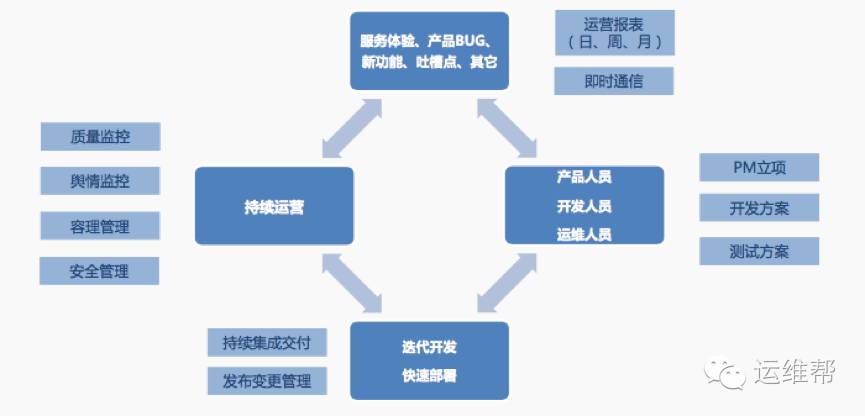 服务体验、产品BUG、
新功能、吐槽点、其它
运营报表
（日、周、月）
即时通信
质量监控
舆情监控
容理管理
安全管理
持续运营
产品人员
开发人员
运维人员
PM立项
开发方案
测试方案
持续集成交付
发布变更管理
迭代开发
快速部署
运维帮